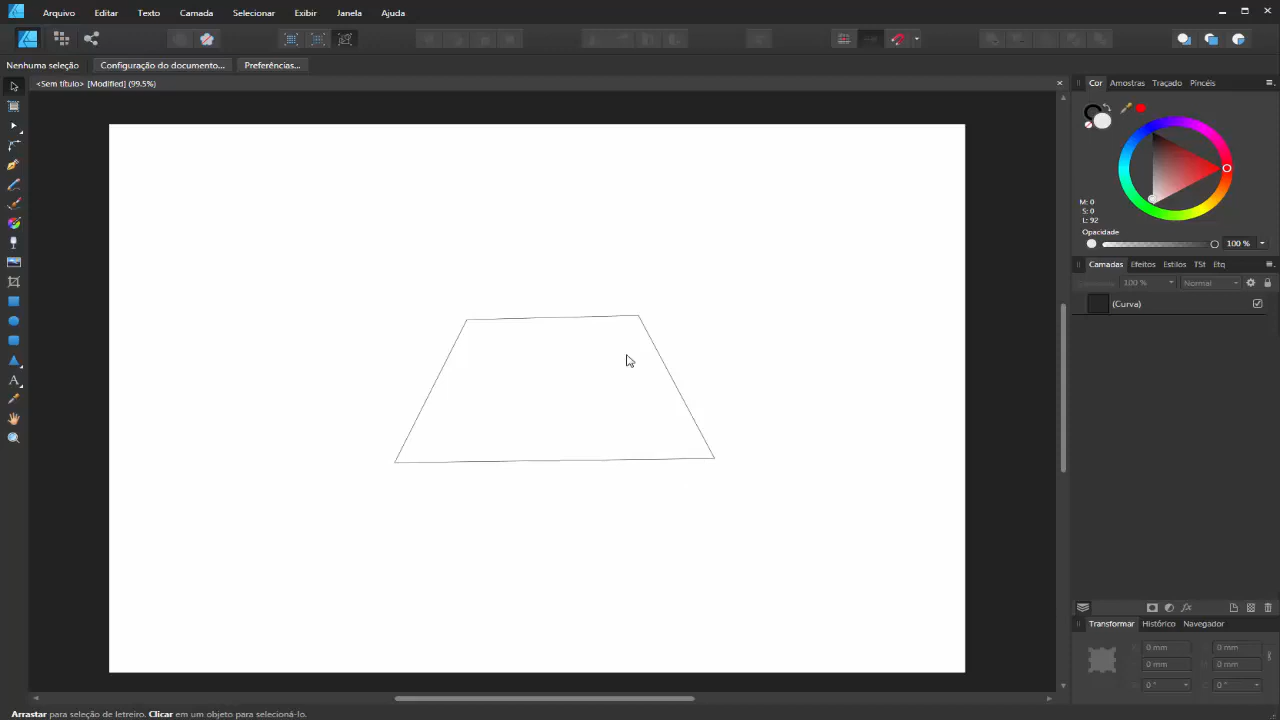 Arquivo Editar Texto Camada Selecionar Exibir Janela Ajuda
Nenhuma seleção Configuração do documento... Preferências...
<Sem título> [Modified] (99.5%)
Cor Amostras Traçado Pincéis
M: 0
S: 0
L: 92
Opacidade
100 %
Camadas Efeitos Estilos TSt Etq
100 % Normal
(Curva)
Transformar Histórico Navegador
0 mm 0 mm
0 mm 0 mm
0 ° 0 °
Arrastar para seleção de letreiro. Clicar em um objeto para selecioná-lo.